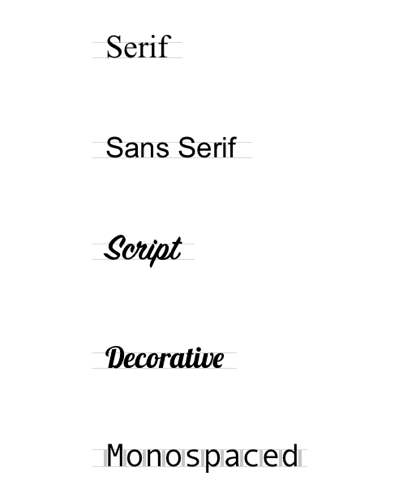 Serif
Sans Serif
Script
Decorative
Monospaced